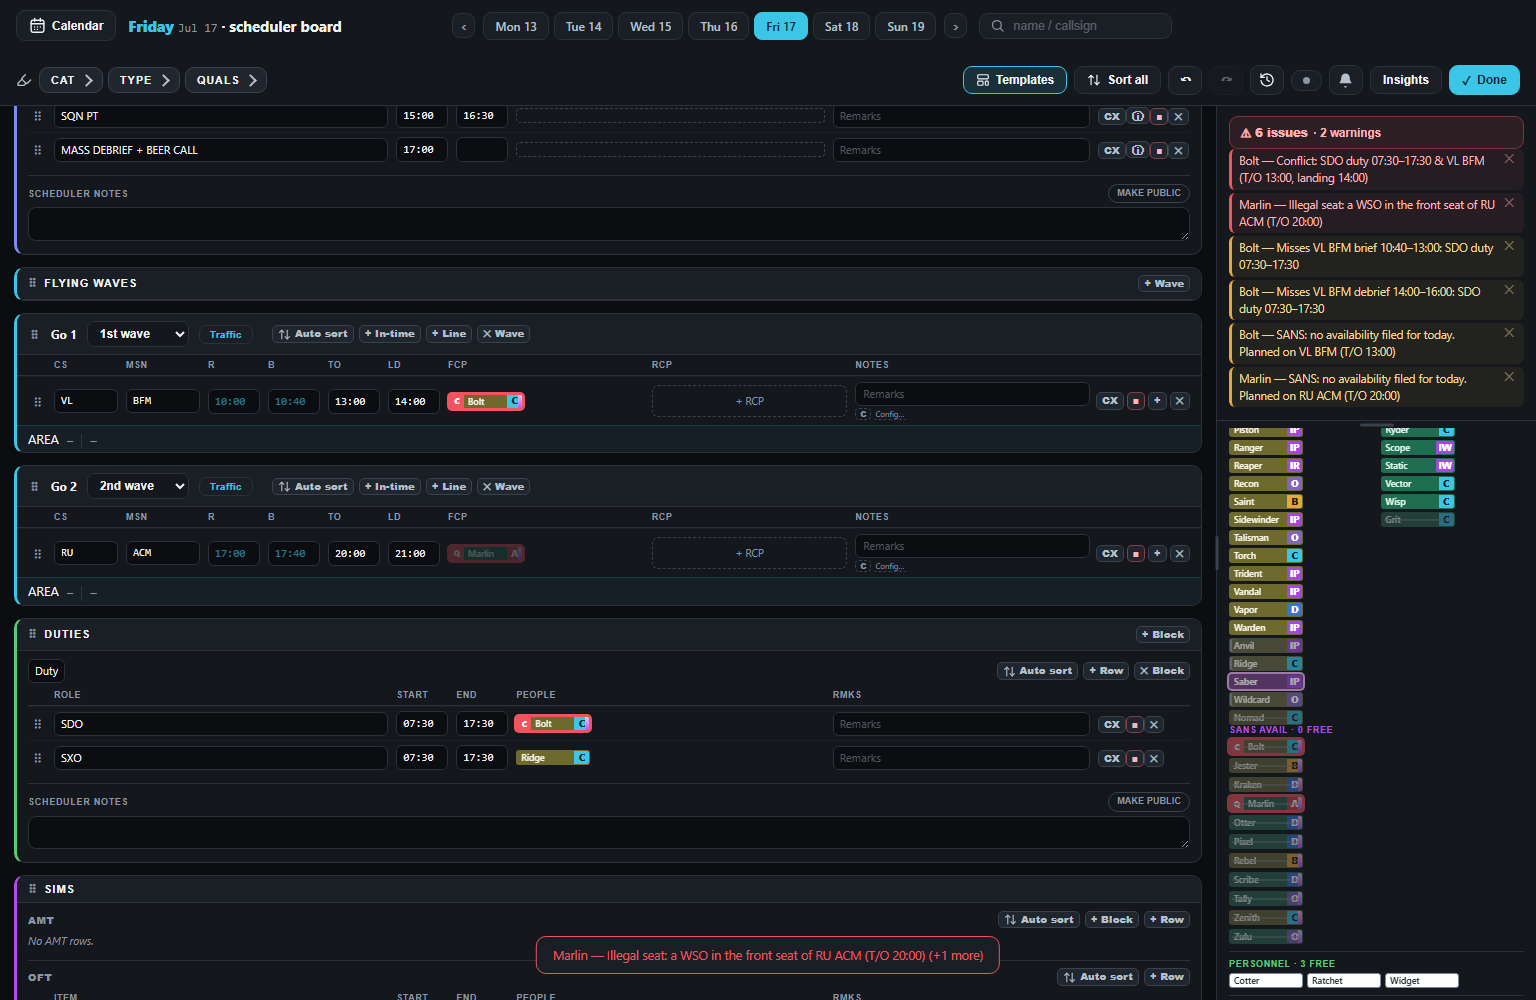 Calendar
Friday Jul 17 · scheduler board
‹ Mon 13 Tue 14 Wed 15 Thu 16 Fri 17 Sat 18 Sun 19 ›
name / callsign
CAT TYPE QUALS
Templates Sort all Insights ✓ Done
SQN PT 15:00 16:30 Remarks CX
MASS DEBRIEF + BEER CALL 17:00 Remarks CX
SCHEDULER NOTES MAKE PUBLIC
FLYING WAVES + Wave
Go 1 1st wave Traffic Auto sort + In-time + Line × Wave
CS MSN R B TO LD FCP RCP NOTES
VL BFM 10:00 10:40 13:00 14:00 C Bolt C + RCP Remarks CX
C Config...
AREA – –
Go 2 2nd wave Traffic Auto sort + In-time + Line × Wave
CS MSN R B TO LD FCP RCP NOTES
RU ACM 17:00 17:40 20:00 21:00 Q Marlin A + RCP Remarks CX
C Config...
AREA – –
DUTIES + Block
Duty Auto sort + Row × Block
ROLE START END PEOPLE RMKS
SDO 07:30 17:30 C Bolt C Remarks CX
SXO 07:30 17:30 Ridge C Remarks CX
SCHEDULER NOTES MAKE PUBLIC
SIMS
AMT Auto sort + Block + Row
No AMT rows.
OFT Auto sort + Row
ITEM START END PEOPLE RMKS
Marlin — Illegal seat: a WSO in the front seat of RU ACM (T/O 20:00) (+1 more)
⚠ 6 issues · 2 warnings
Bolt — Conflict: SDO duty 07:30–17:30 & VL BFM
(T/O 13:00, landing 14:00)
Marlin — Illegal seat: a WSO in the front seat of RU
ACM (T/O 20:00)
Bolt — Misses VL BFM brief 10:40–13:00: SDO duty
07:30–17:30
Bolt — Misses VL BFM debrief 14:00–16:00: SDO
duty 07:30–17:30
Bolt — SANS: no availability filed for today.
Planned on VL BFM (T/O 13:00)
Marlin — SANS: no availability filed for today.
Planned on RU ACM (T/O 20:00)
Piston IP Ryder C
Ranger IP Scope IW
Reaper IR Static IW
Recon O Vector C
Saint B Wisp C
Sidewinder IP Grit C
Talisman O
Torch C
Trident IP
Vandal IP
Vapor D
Warden IP
Anvil IP
Ridge C
Saber IP
Wildcard O
Nomad C
SANS AVAIL · 0 FREE
C Bolt C
Jester B
Kraken D
Q Marlin A
Otter D
Pixel D
Rebel B
Scribe D
Tally O
Zenith C
Zulu O
PERSONNEL · 3 FREE
Cotter Ratchet Widget